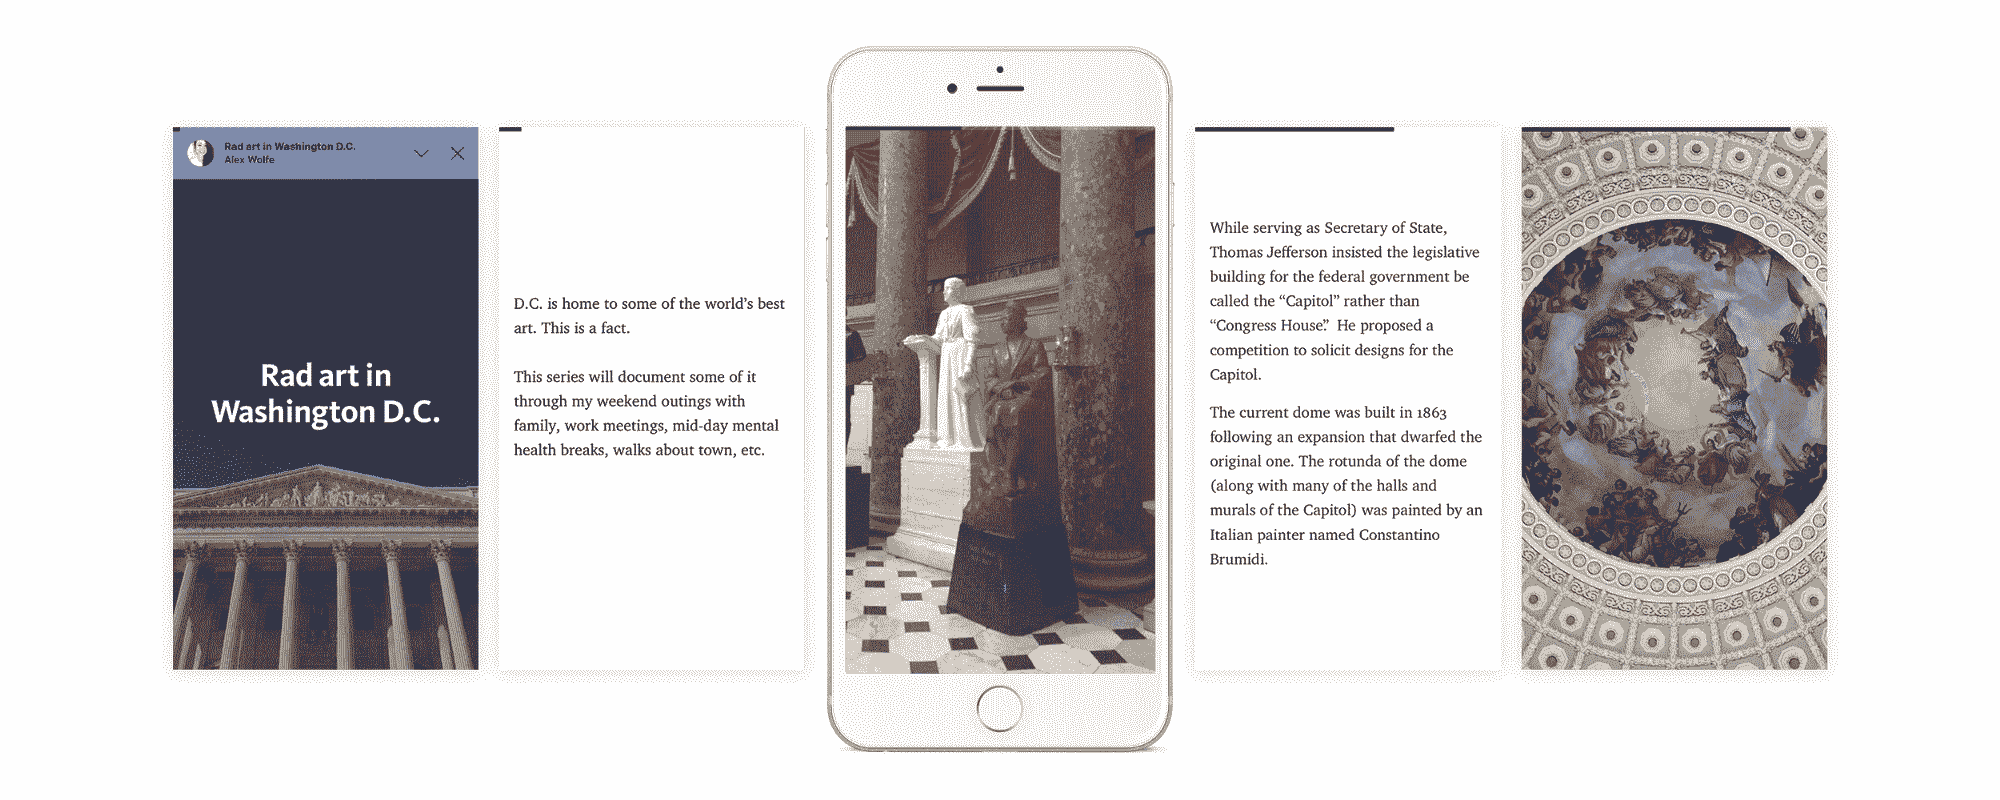 Rad art in Washington D.C.
Alex Wolfe
Rad art in
Washington D.C.
D.C. is home to some of the world’s best
art. This is a fact.
This series will document some of it
through my weekend outings with
family, work meetings, mid-day mental
health breaks, walks about town, etc.
While serving as Secretary of State,
Thomas Jefferson insisted the legislative
building for the federal government be
called the “Capitol” rather than
“Congress House.” He proposed a
competition to solicit designs for the
Capitol.
The current dome was built in 1863
following an expansion that dwarfed the
original one. The rotunda of the dome
(along with many of the halls and
murals of the Capitol) was painted by an
Italian painter named Constantino
Brumidi.